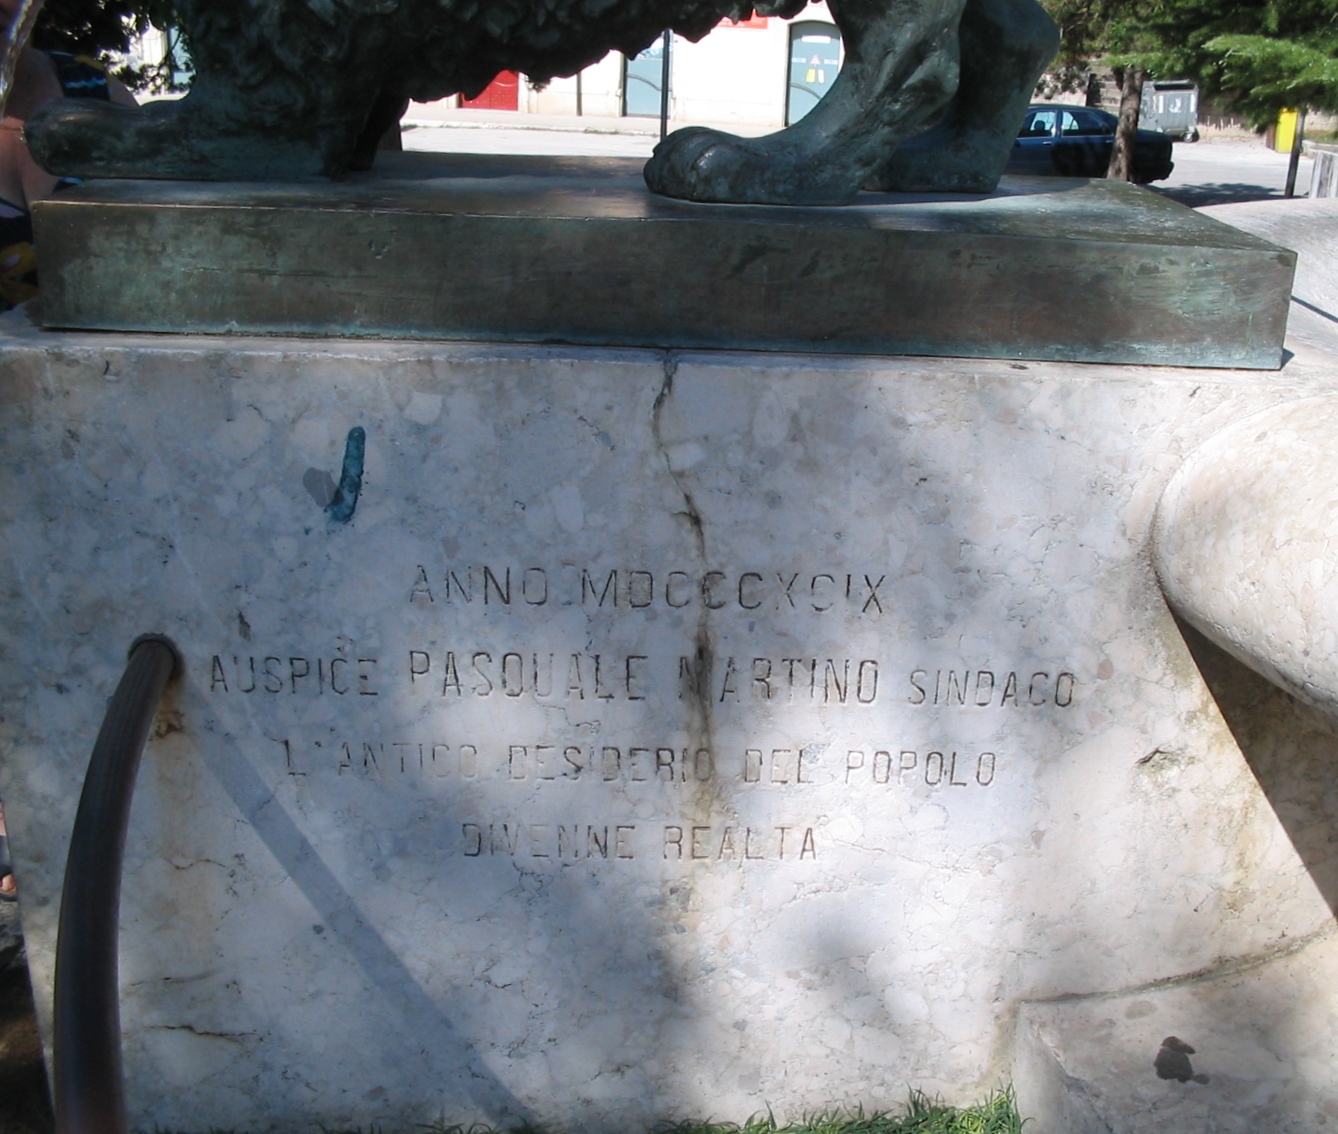 ANNO MDCCCXCIX
AUSPICE PASQUALE MARTINO SINDACO
L'ANTICO DESIDERIO DEL POPOLO
DIVENNE REALTA